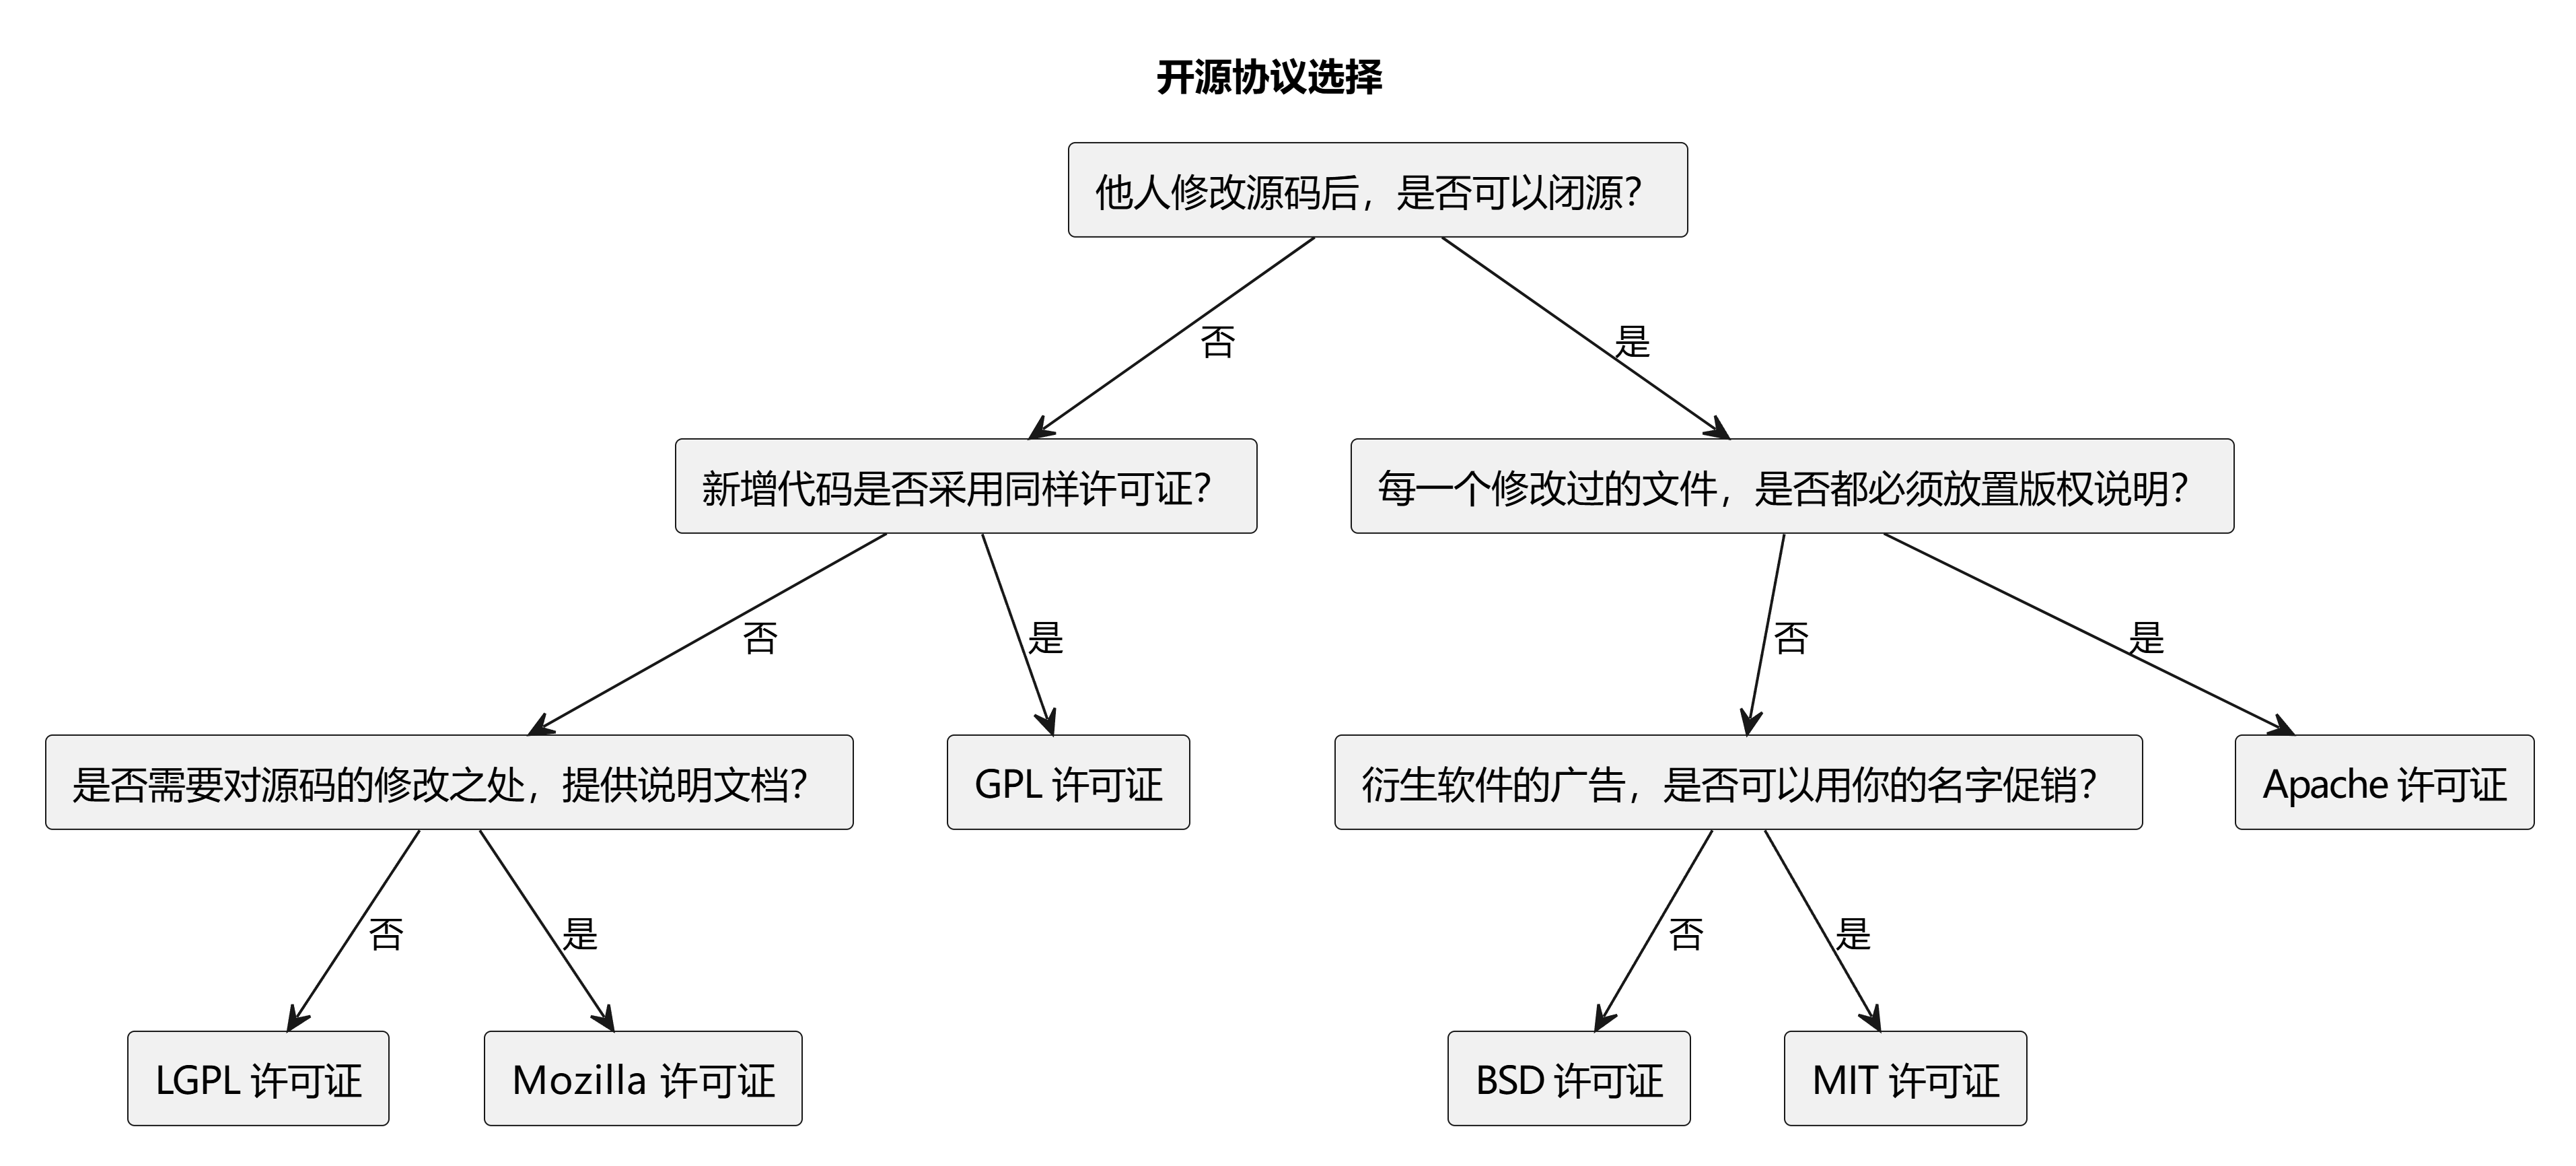 开源协议选择
他人修改源码后，是否可以闭源？
否
是
新增代码是否采用同样许可证？
每一个修改过的文件，是否都必须放置版权说明？
否
是
否
是
是否需要对源码的修改之处，提供说明文档？
GPL 许可证
衍生软件的广告，是否可以用你的名字促销？
Apache 许可证
否
是
否
是
LGPL 许可证
Mozilla 许可证
BSD 许可证
MIT 许可证